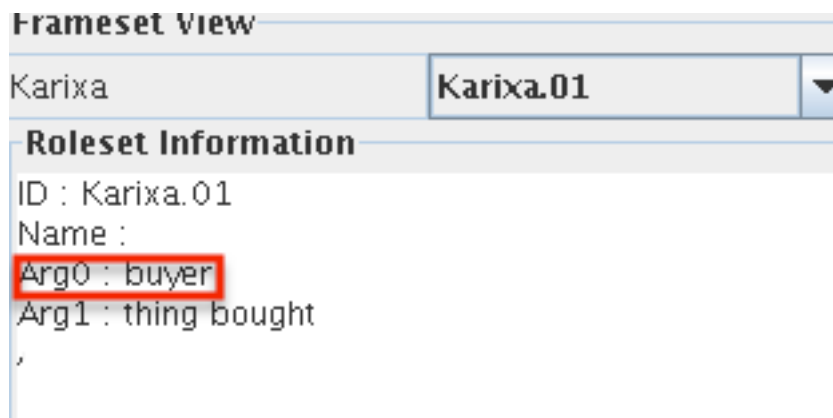 Frameset View
Karixa Karixa.01
Roleset Information
ID : Karixa.01
Name :
Arg0 : buyer
Arg1 : thing bought
,